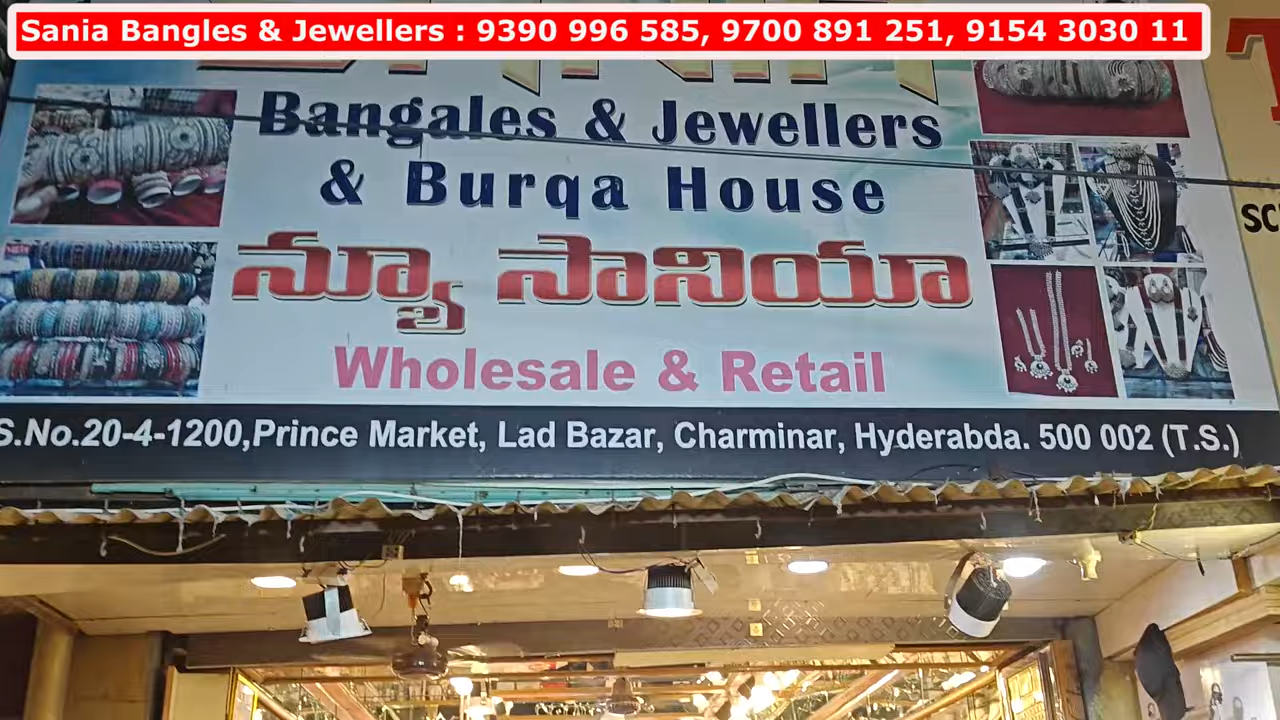 Sania Bangles & Jewellers : 9390 996 585, 9700 891 251, 9154 3030 11
Bangales & Jewellers
& Burqa House
న్యూ సానియా
Wholesale & Retail
S.No.20-4-1200,Prince Market, Lad Bazar, Charminar, Hyderabda. 500 002 (T.S.)